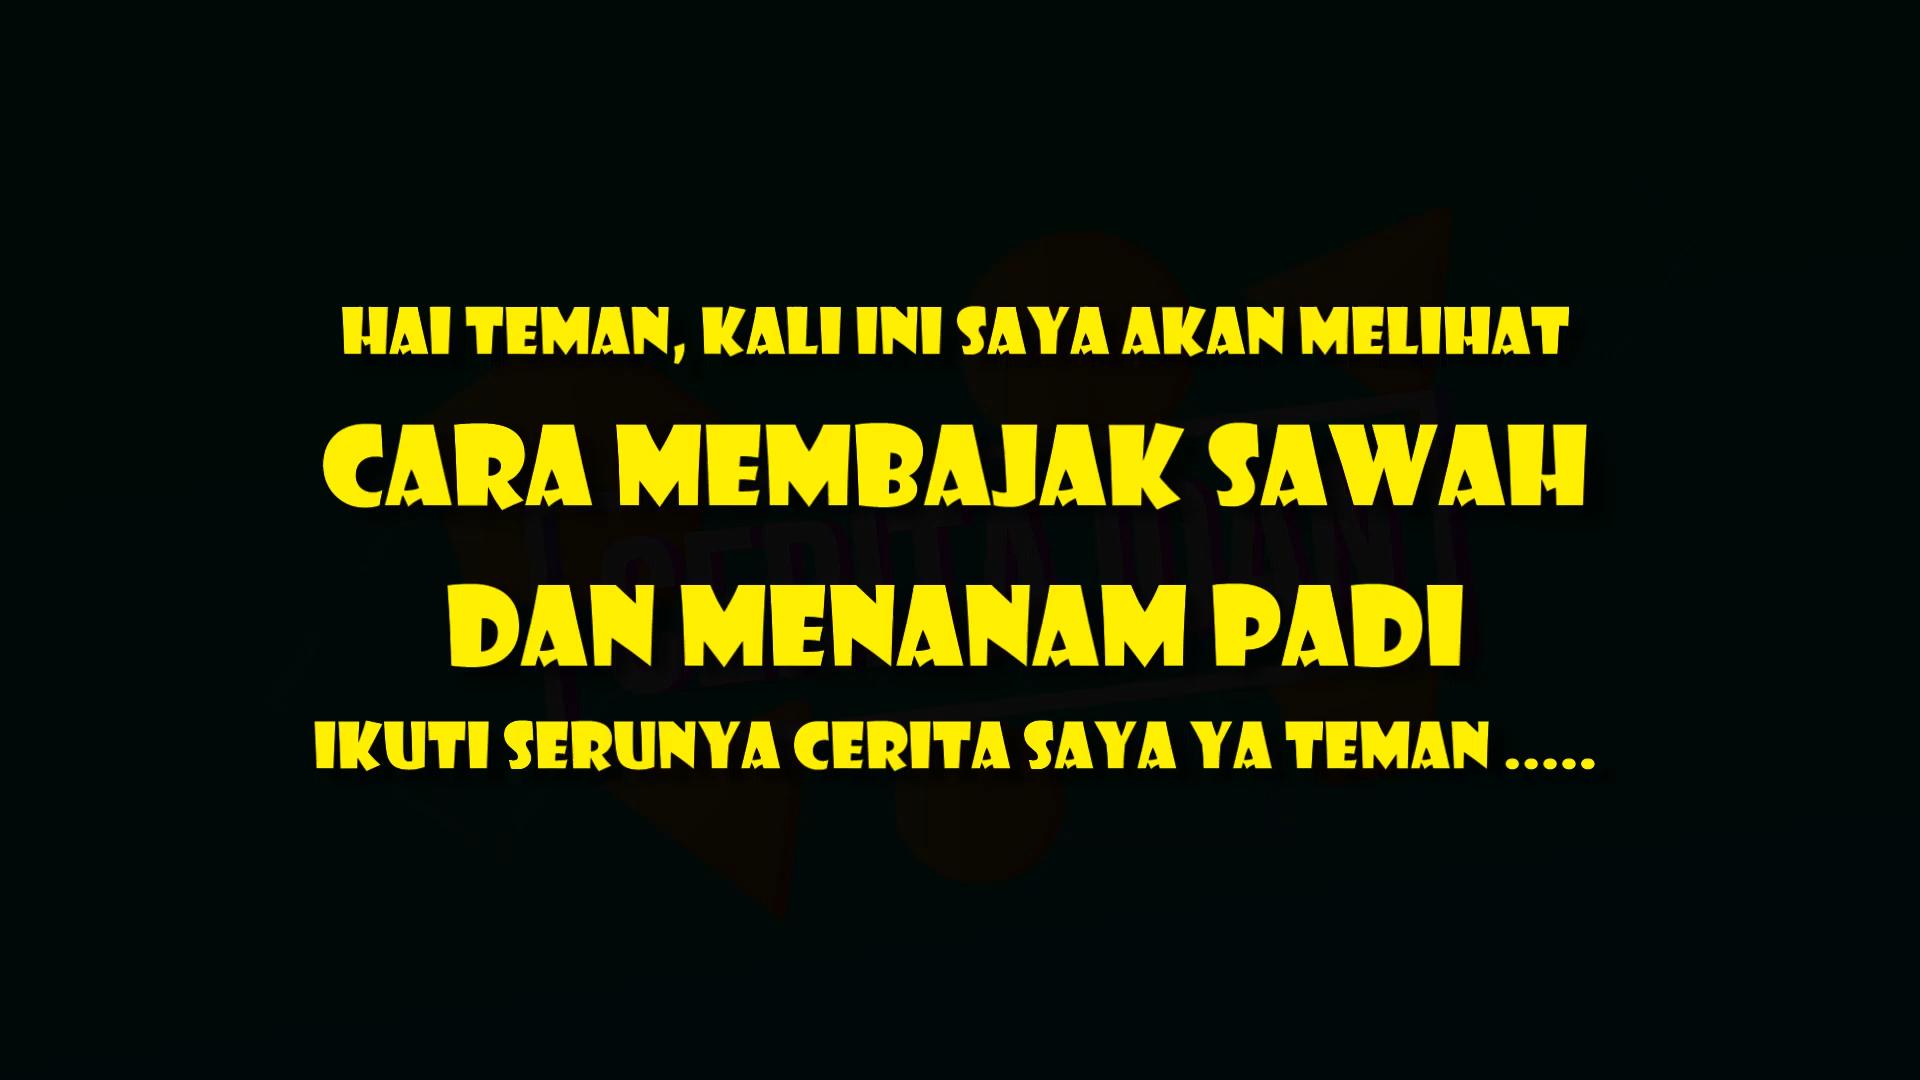 HAI TEMAN, KALI INI SAYA AKAN MELIHAT
CARA MEMBAJAK SAWAH
DAN MENANAM PADI
IKUTI SERUNYA CERITA SAYA YA TEMAN .....